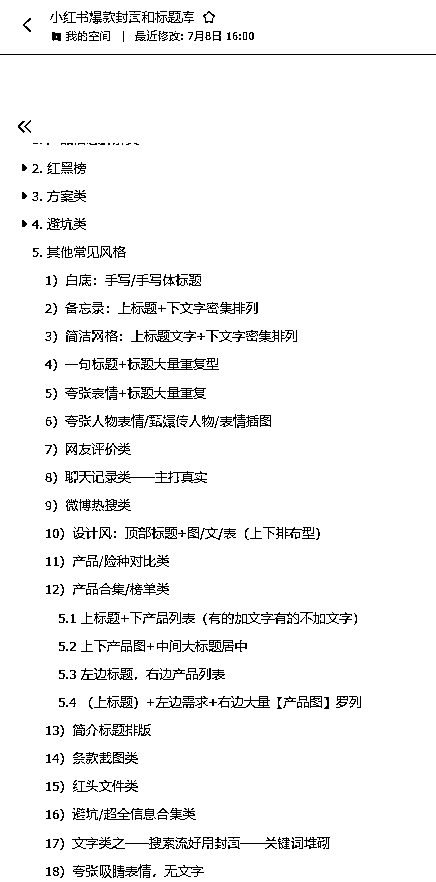 小红书爆款封面和标题库
我的空间 | 最近修改: 7月8日 16:00
2. 红黑榜
3. 方案类
4. 避坑类
5. 其他常见风格
1）白底：手写/手写体标题
2）备忘录：上标题+下文字密集排列
3）简洁网格：上标题文字+下文字密集排列
4）一句标题+标题大量重复型
5）夸张表情+标题大量重复
6）夸张人物表情/甄嬛传人物/表情插图
7）网友评价类
8）聊天记录类——主打真实
9）微博热搜类
10）设计风：顶部标题+图/文/表（上下排布型）
11）产品/险种对比类
12）产品合集/榜单类
5.1 上标题+下产品列表（有的加文字有的不加文字）
5.2 上下产品图+中间大标题居中
5.3 左边标题，右边产品列表
5.4 （上标题）+左边需求+右边大量【产品图】罗列
13）简介标题排版
14）条款截图类
15）红头文件类
16）避坑/超全信息合集类
17）文字类之——搜索流好用封面——关键词堆砌
18）夸张吸睛表情，无文字